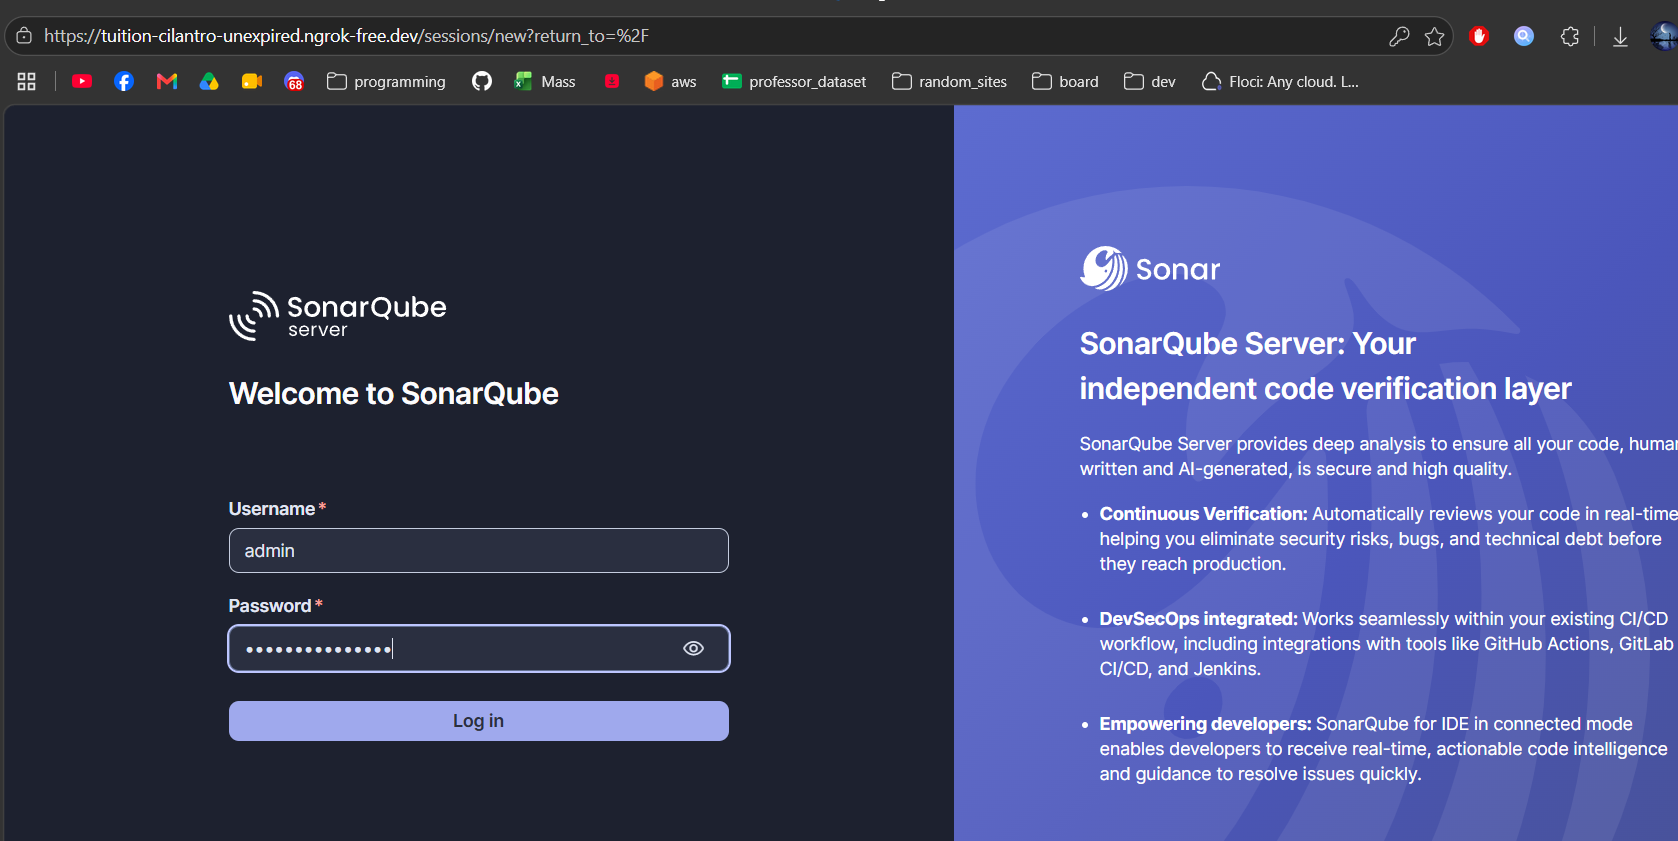 https://tuition-cilantro-unexpired.ngrok-free.dev/sessions/new?return_to=%2F
68 programming Mass aws professor_dataset random_sites board dev Floci: Any cloud. L...
SonarQube
server
Welcome to SonarQube
Username*
admin
Password*
Log in
Sonar
SonarQube Server: Your
independent code verification layer
SonarQube Server provides deep analysis to ensure all your code, human
written and AI-generated, is secure and high quality.
• Continuous Verification: Automatically reviews your code in real-time
helping you eliminate security risks, bugs, and technical debt before
they reach production.
• DevSecOps integrated: Works seamlessly within your existing CI/CD
workflow, including integrations with tools like GitHub Actions, GitLab
CI/CD, and Jenkins.
• Empowering developers: SonarQube for IDE in connected mode
enables developers to receive real-time, actionable code intelligence
and guidance to resolve issues quickly.